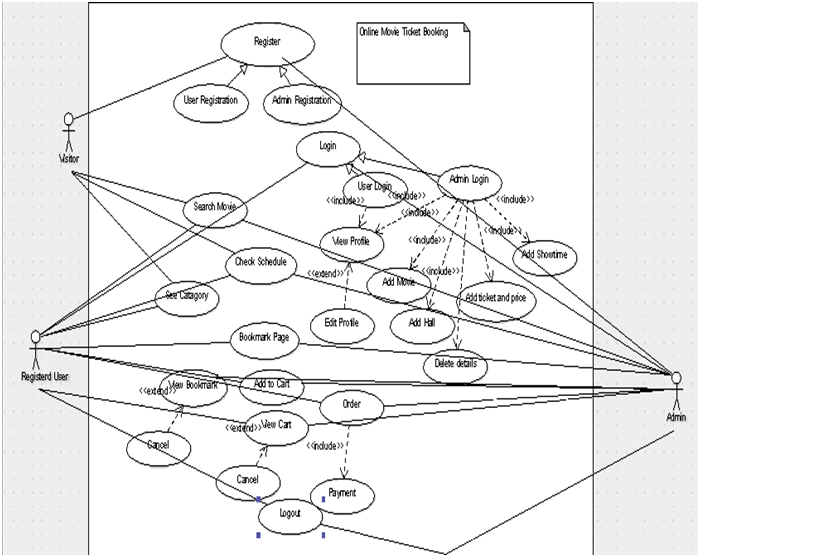 Register
Online Movie Ticket Booking
User Registration
Admin Registration
Visitor
Login
Admin Login
User Login
<<include>>
<<include>>
<<include>>
<<include>>
Search Movie
View Profile
<<include>>
Add Showtime
Check Schedule
<<extend>>
<<include>>
Add Movie
See Catagory
Add ticket and price
Edit Profile
Add Hall
Bookmark Page
Delete details
Registerd User
View Bookmark
Add to Cart
<<extend>>
Order
Admin
<<extend>>
View Cart
Cancel
<<include>>
Cancel
Payment
Logout